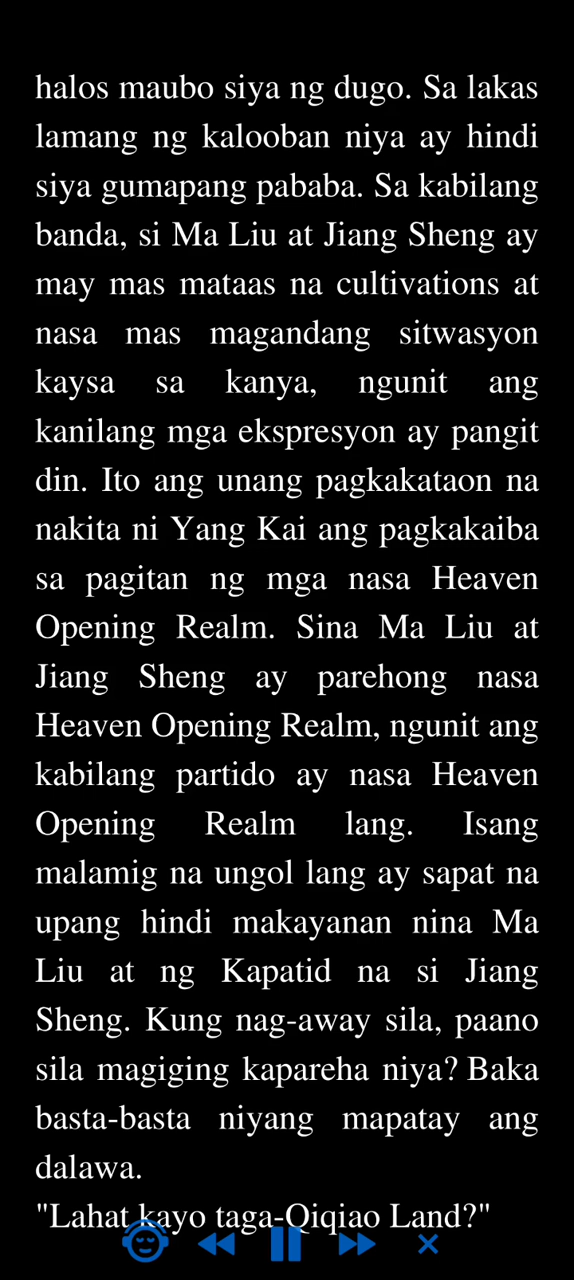 halos maubo siya ng dugo. Sa lakas
lamang ng kalooban niya ay hindi
siya gumapang pababa. Sa kabilang
banda, si Ma Liu at Jiang Sheng ay
may mas mataas na cultivations at
nasa mas magandang sitwasyon
kaysa sa kanya, ngunit ang
kanilang mga ekspresyon ay pangit
din. Ito ang unang pagkakataon na
nakita ni Yang Kai ang pagkakaiba
sa pagitan ng mga nasa Heaven
Opening Realm. Sina Ma Liu at
Jiang Sheng ay parehong nasa
Heaven Opening Realm, ngunit ang
kabilang partido ay nasa Heaven
Opening Realm lang. Isang
malamig na ungol lang ay sapat na
upang hindi makayanan nina Ma
Liu at ng Kapatid na si Jiang
Sheng. Kung nag-away sila, paano
sila magiging kapareha niya? Baka
basta-basta niyang mapatay ang
dalawa.
"Lahat kayo taga-Qiqiao Land?"